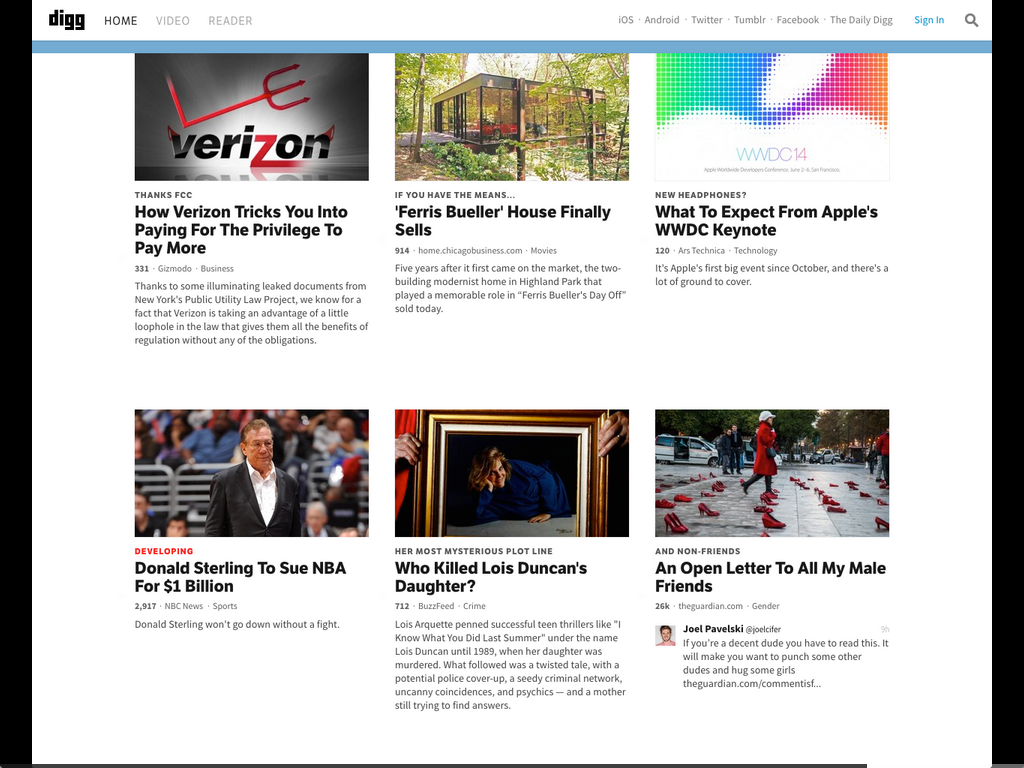 digg HOME VIDEO READER iOS · Android · Twitter · Tumblr · Facebook · The Daily Digg Sign In
verizon
THANKS FCC
How Verizon Tricks You Into
Paying For The Privilege To
Pay More
331 · Gizmodo · Business
Thanks to some illuminating leaked documents from
New York's Public Utility Law Project, we know for a
fact that Verizon is taking an advantage of a little
loophole in the law that gives them all the benefits of
regulation without any of the obligations.
IF YOU HAVE THE MEANS...
'Ferris Bueller' House Finally
Sells
914 · home.chicagobusiness.com · Movies
Five years after it first came on the market, the two-
building modernist home in Highland Park that
played a memorable role in “Ferris Bueller's Day Off”
sold today.
WWDC14
Apple Worldwide Developers Conference. June 2–6, San Francisco.
NEW HEADPHONES?
What To Expect From Apple's
WWDC Keynote
120 · Ars Technica · Technology
It's Apple's first big event since October, and there's a
lot of ground to cover.
DEVELOPING
Donald Sterling To Sue NBA
For $1 Billion
2,917 · NBC News · Sports
Donald Sterling won't go down without a fight.
HER MOST MYSTERIOUS PLOT LINE
Who Killed Lois Duncan's
Daughter?
712 · BuzzFeed · Crime
Lois Arquette penned successful teen thrillers like "I
Know What You Did Last Summer" under the name
Lois Duncan until 1989, when her daughter was
murdered. What followed was a twisted tale, with a
potential police cover-up, a seedy criminal network,
uncanny coincidences, and psychics — and a mother
still trying to find answers.
AND NON-FRIENDS
An Open Letter To All My Male
Friends
26k · theguardian.com · Gender
Joel Pavelski @joelcifer 9h
If you're a decent dude you have to read this. It
will make you want to punch some other
dudes and hug some girls
theguardian.com/commentisf...